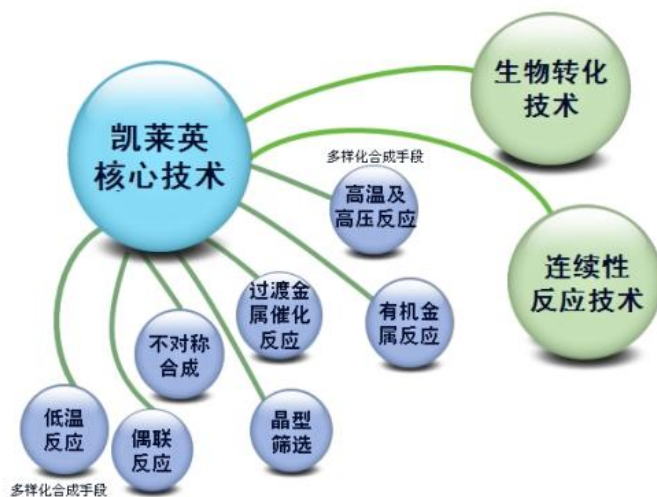 凯莱英
核心技术
生物转化
技术
多样化合成手段
高温及
高压反应
连续性
反应技术
过渡金
属催化
反应
有机金
属反应
不对称
合成
低温
反应
偶联
反应
晶型
筛选
多样化合成手段